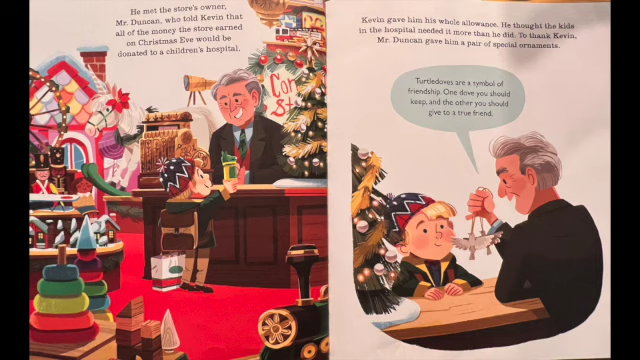 He met the store's owner,
Mr. Duncan, who told Kevin that
all of the money the store earned
on Christmas Eve would be
donated to a children's hospital.
Kevin gave him his whole allowance. He thought the kids
in the hospital needed it more than he did. To thank Kevin,
Mr. Duncan gave him a pair of special ornaments.
Turtledoves are a symbol of
friendship. One dove you should
keep, and the other you should
give to a true friend.